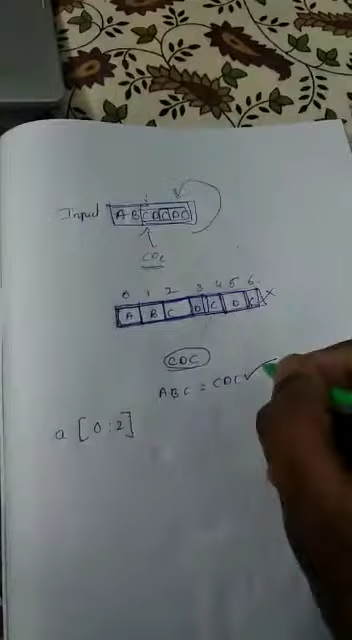 Input ABCDCDC
CDC
0 1 2 3 4 5 6
A B C D C D C
CDC
ABC = CDC
a [0:2]